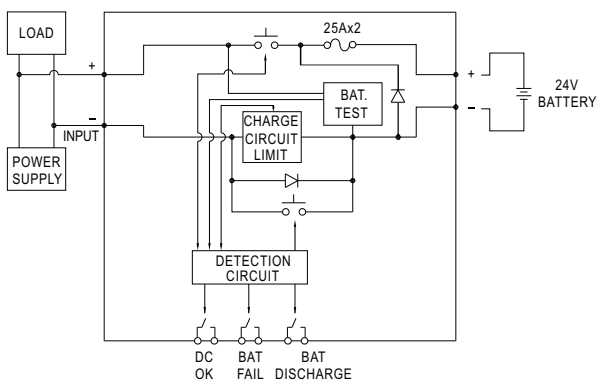 LOAD
25Ax2
+
+
24V
BATTERY
BAT.
TEST
−
−
INPUT
CHARGE
CIRCUIT
LIMIT
POWER
SUPPLY
DETECTION
CIRCUIT
DC
OK
BAT
FAIL
BAT
DISCHARGE